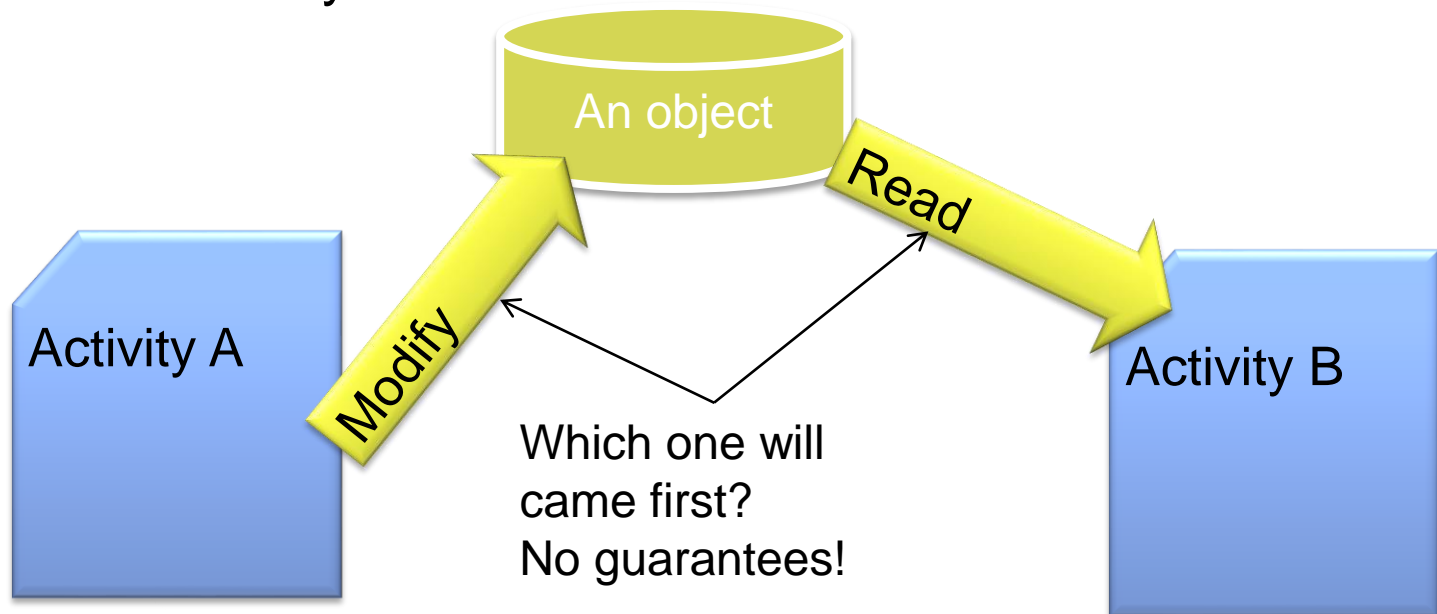 An object
Read
Modify
Activity A
Activity B
Which one will
came first?
No guarantees!